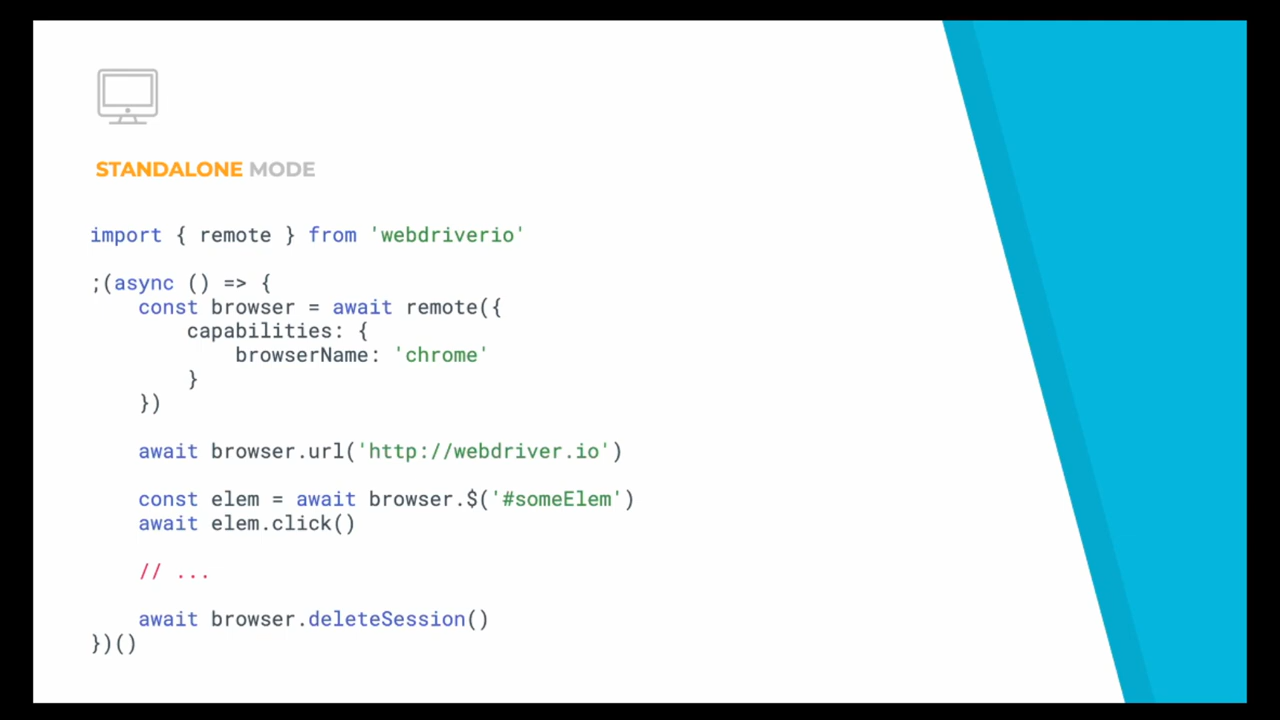 STANDALONE MODE
import { remote } from 'webdriverio'
;(async () => {
    const browser = await remote({
        capabilities: {
            browserName: 'chrome'
        }
    })
    await browser.url('http://webdriver.io')
    const elem = await browser.$('#someElem')
    await elem.click()
    // ...
    await browser.deleteSession()
})()